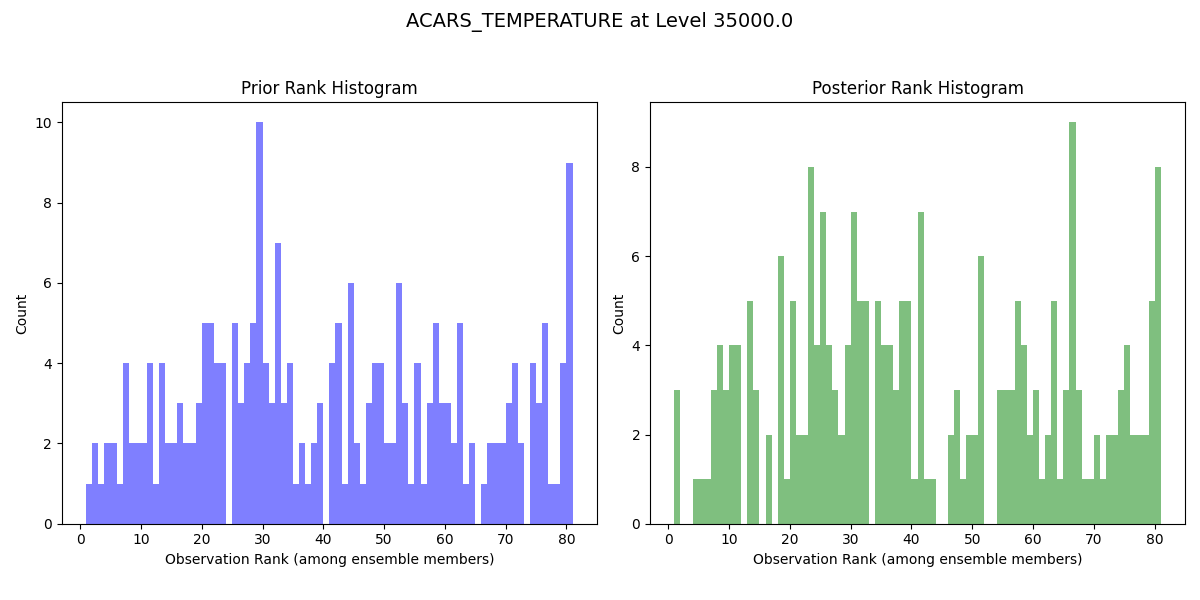 ACARS_TEMPERATURE at Level 35000.0
Prior Rank Histogram
Count
10
8
6
4
2
0
0 10 20 30 40 50 60 70 80
Observation Rank (among ensemble members)
Posterior Rank Histogram
Count
8
6
4
2
0
0 10 20 30 40 50 60 70 80
Observation Rank (among ensemble members)